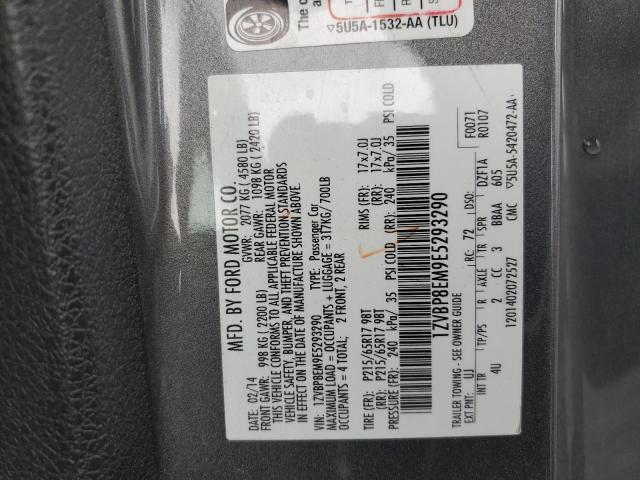 The c
▽5U5A-1532-AA (TLU)
MFD. BY FORD MOTOR CO.
DATE: 02/14 GVWR: 2077 KG ( 4580 LB)
FRONT GAWR: 998 KG ( 2200 LB) REAR GAWR: 1098 KG ( 2420 LB)
THIS VEHICLE CONFORMS TO ALL APPLICABLE FEDERAL MOTOR
VEHICLE SAFETY, BUMPER, AND THEFT PREVENTION STANDARDS
IN EFFECT ON THE DATE OF MANUFACTURE SHOWN ABOVE.
VIN: 1ZVBP8EM9E5293290 TYPE: Passenger Car
MAXIMUM LOAD = OCCUPANTS + LUGGAGE = 317KG/ 700LB
OCCUPANTS = 4 TOTAL; 2 FRONT, 2 REAR
TIRE (FR): P215/65R17 98T RIMS (FR): 17x7.0J
(RR): P215/65R17 98T (RR): 17x7.0J
PRESSURE (FR): 240 kPa/ 35 PSI COLD (RR): 240 kPa/ 35 PSI COLD
1ZVBP8EM9E5293290
TRAILER TOWING - SEE OWNER GUIDE
EXT PNT: UJ RC: 72 DSO: F0071
INT TR TP/PS R AXLE TR SPR DZF1A R0107
4U 2 CC 3 BBAA 605
1201402072527 CMC ▽5U5A-5420472-AA